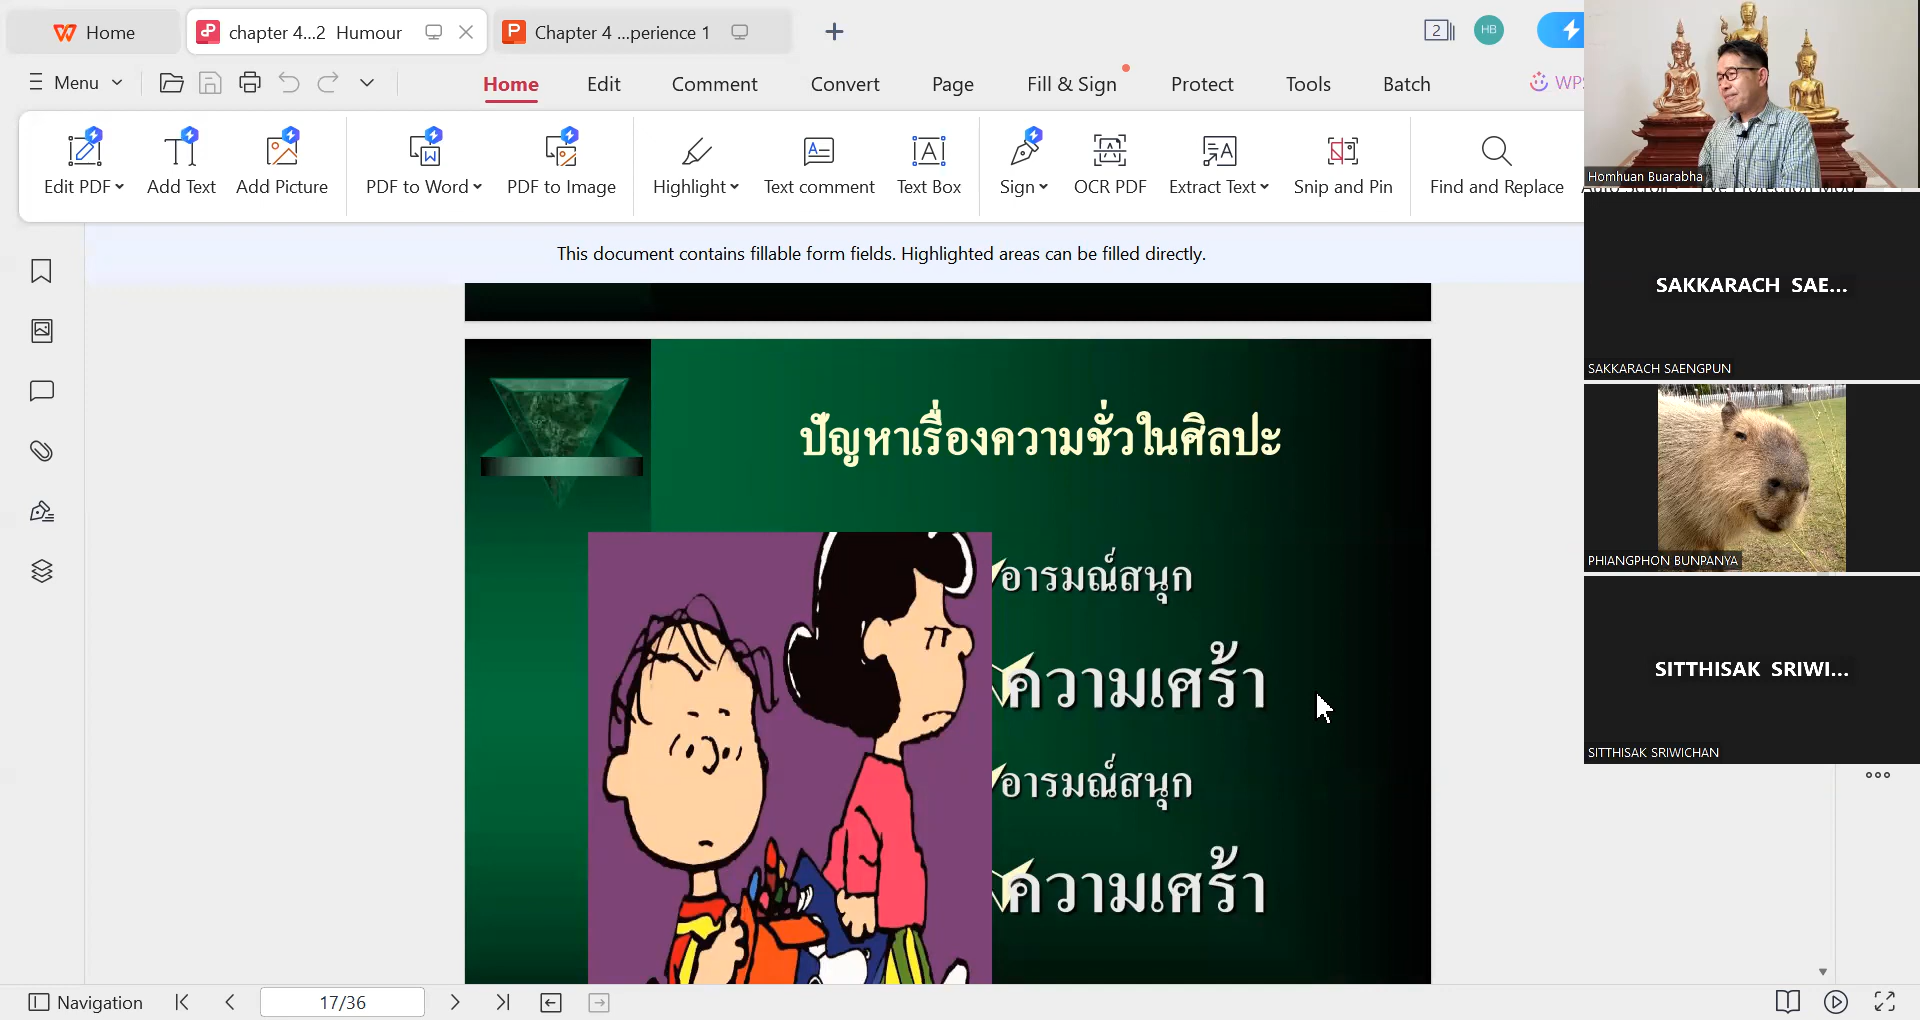 Home
chapter 4...2 Humour
Chapter 4 ...perience 1
2
HB
Menu
Home
Edit
Comment
Convert
Page
Fill & Sign
Protect
Tools
Batch
Edit PDF
Add Text
Add Picture
PDF to Word
PDF to Image
Highlight
Text comment
Text Box
Sign
OCR PDF
Extract Text
Snip and Pin
Find and Replace
This document contains fillable form fields. Highlighted areas can be filled directly.
ปัญหาเรื่องความชั่วในศิลปะ
อารมณ์สนุก
ความเศร้า
อารมณ์สนุก
ความเศร้า
Homhuan Buarabha
SAKKARACH SAE...
SAKKARACH SAENGPUN
PHIANGPHON BUNPANYA
SITTHISAK SRIWI...
SITTHISAK SRIWICHAN
Navigation
17/36